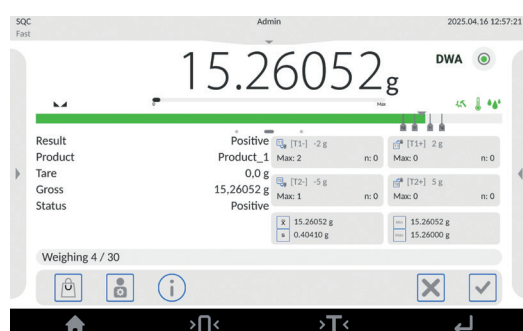 SQC Admin 2025.04.16 12:57:21
Fast
15.26052 g DWA
0 Max
Result Positive
Product Product_1
Tare 0,0 g
Gross 15,26052 g
Status Positive
[T1-] -2 g
Max: 2 n: 0
[T1+] 2 g
Max: 0 n: 0
[T2-] -5 g
Max: 1 n: 0
[T2+] 5 g
Max: 0 n: 0
x̄ 15.26052 g
s 0.40410 g
15.26052 g
15.26000 g
Weighing 4 / 30
>T<